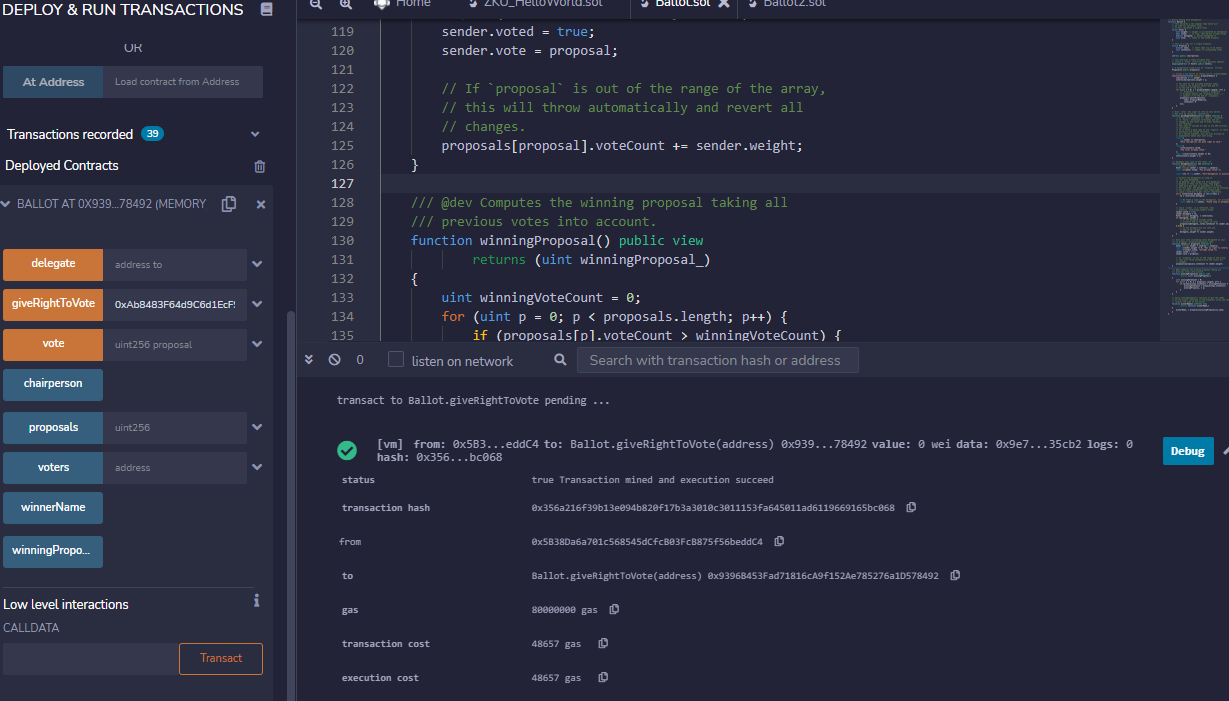 DEPLOY & RUN TRANSACTIONS
OR
At Address
Load contract from Address
Transactions recorded 39
Deployed Contracts
BALLOT AT 0X939...78492 (MEMORY
delegate
address to
giveRightToVote
0xAb8483F64d9C6d1EcF
vote
uint256 proposal
chairperson
proposals
uint256
voters
address
winnerName
winningPropo...
Low level interactions
i
CALLDATA
Transact
Home
ZKU_HelloWorld.sol
Ballot.sol
Ballot2.sol
119 sender.voted = true;
120 sender.vote = proposal;
121
122 // If `proposal` is out of the range of the array,
123 // this will throw automatically and revert all
124 // changes.
125 proposals[proposal].voteCount += sender.weight;
126 }
127
128 /// @dev Computes the winning proposal taking all
129 /// previous votes into account.
130 function winningProposal() public view
131 returns (uint winningProposal_)
132 {
133 uint winningVoteCount = 0;
134 for (uint p = 0; p < proposals.length; p++) {
135 if (proposals[p].voteCount > winningVoteCount) {
0
listen on network
Search with transaction hash or address
transact to Ballot.giveRightToVote pending ...
[vm] from: 0x5B3...eddC4 to: Ballot.giveRightToVote(address) 0x939...78492 value: 0 wei data: 0x9e7...35cb2 logs: 0
hash: 0x356...bc068
Debug
status true Transaction mined and execution succeed
transaction hash 0x356a216f39b13e094b820f17b3a3010c3011153fa645011ad6119669165bc068
from 0x5B38Da6a701c568545dCfcB03FcB875f56beddC4
to Ballot.giveRightToVote(address) 0x9396B453Fad71816cA9f152Ae785276a1D578492
gas 80000000 gas
transaction cost 48657 gas
execution cost 48657 gas